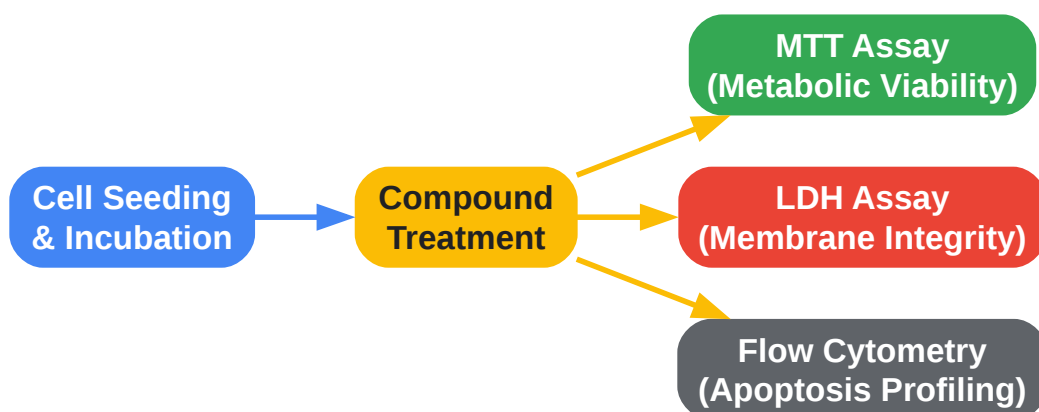 Cell Seeding
& Incubation
Compound
Treatment
MTT Assay
(Metabolic Viability)
LDH Assay
(Membrane Integrity)
Flow Cytometry
(Apoptosis Profiling)